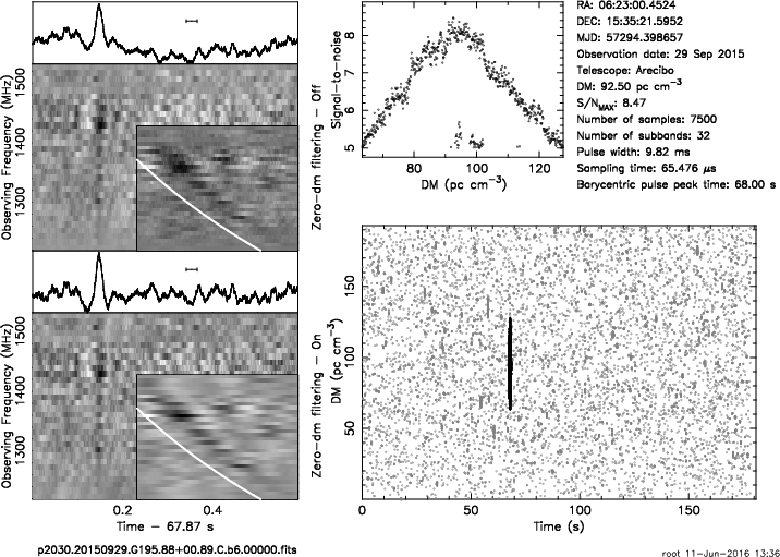 Observing Frequency (MHz)
1500
1400
1300
Zero-dm filtering - Off
Observing Frequency (MHz)
1500
1400
1300
Zero-dm filtering - On
0.2 0.4
Time - 67.87 s
p2030.20150929.G195.88+00.89.C.b6.00000.fits
Signal-to-noise
8
7
6
5
80 100 120
DM (pc cm⁻³)
RA: 06:23:00.4524
DEC: 15:35:21.5952
MJD: 57294.398657
Observation date: 29 Sep 2015
Telescope: Arecibo
DM: 92.50 pc cm⁻³
S/N_MAX: 8.47
Number of samples: 7500
Number of subbands: 32
Pulse width: 9.82 ms
Sampling time: 65.476 μs
Barycentric pulse peak time: 68.00 s
DM (pc cm⁻³)
150
100
50
0 50 100 150
Time (s)
root 11-Jun-2016 13:36